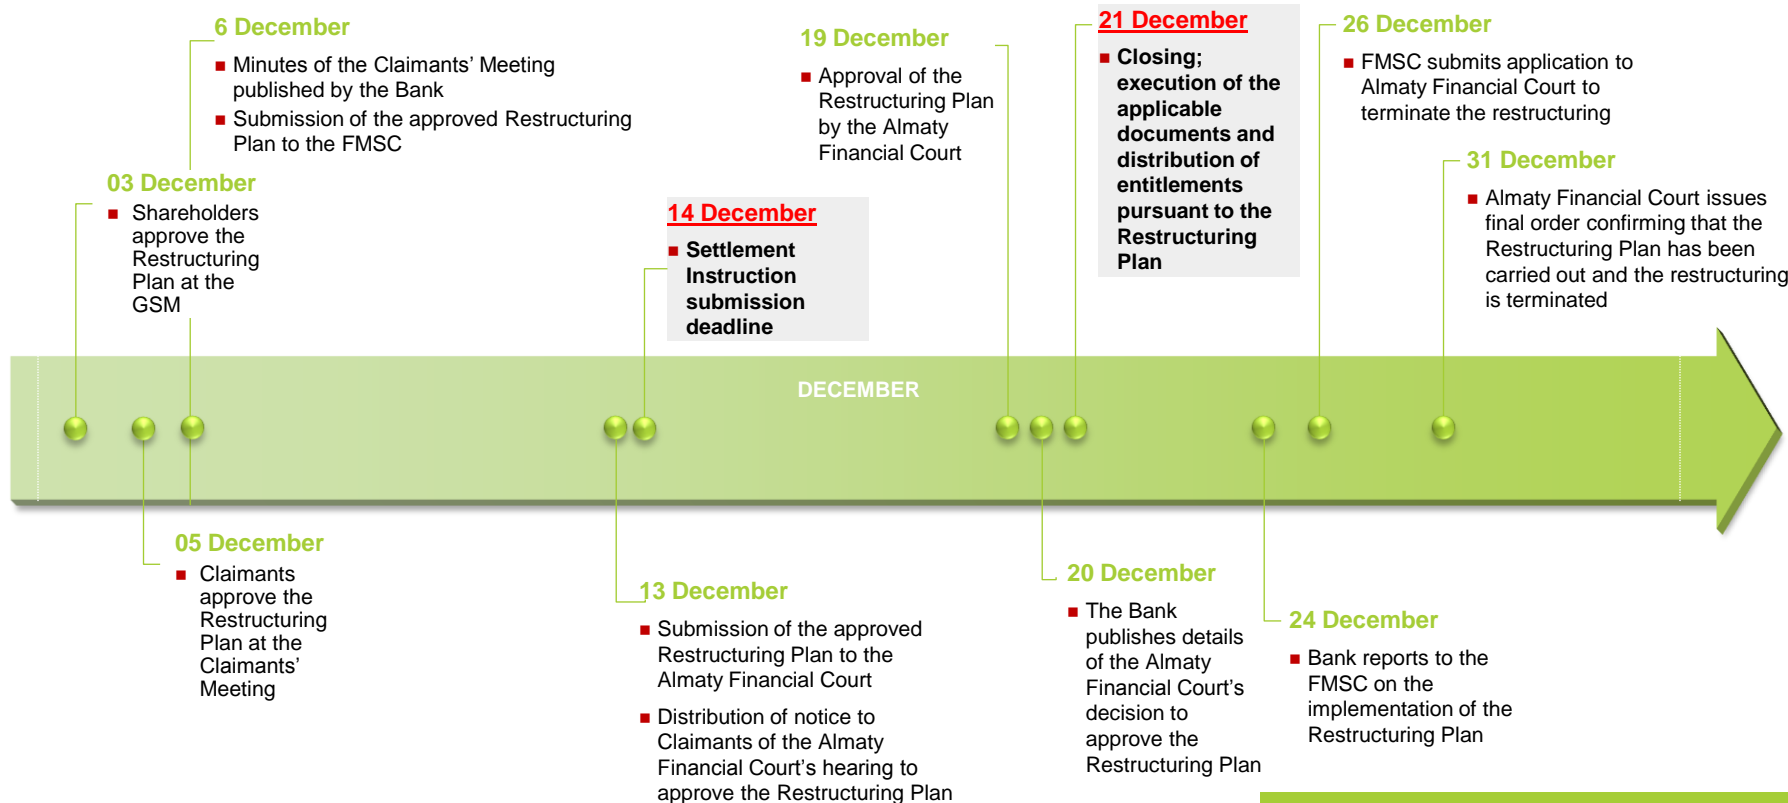 6 December
■ Minutes of the Claimants’ Meeting
published by the Bank
■ Submission of the approved Restructuring
Plan to the FMSC
03 December
■ Shareholders
approve the
Restructuring
Plan at the
GSM
14 December
■ Settlement
Instruction
submission
deadline
19 December
■ Approval of the
Restructuring Plan
by the Almaty
Financial Court
21 December
■ Closing;
execution of the
applicable
documents and
distribution of
entitlements
pursuant to the
Restructuring
Plan
26 December
■ FMSC submits application to
Almaty Financial Court to
terminate the restructuring
31 December
■ Almaty Financial Court issues
final order confirming that the
Restructuring Plan has been
carried out and the restructuring
is terminated
DECEMBER
05 December
■ Claimants
approve the
Restructuring
Plan at the
Claimants’
Meeting
13 December
■ Submission of the approved
Restructuring Plan to the
Almaty Financial Court
■ Distribution of notice to
Claimants of the Almaty
Financial Court’s hearing to
approve the Restructuring Plan
20 December
■ The Bank
publishes details
of the Almaty
Financial Court’s
decision to
approve the
Restructuring Plan
24 December
■ Bank reports to the
FMSC on the
implementation of the
Restructuring Plan